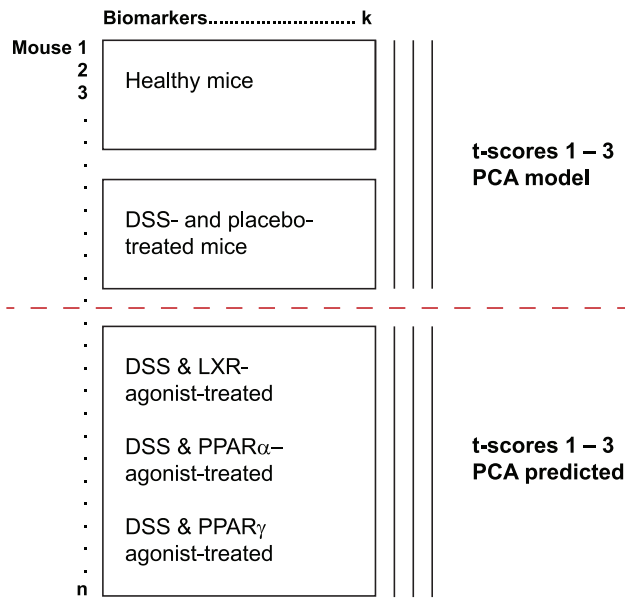 Biomarkers............................ k
Mouse 1
2
3
Healthy mice
t-scores 1 – 3
PCA model
DSS- and placebo-
treated mice
DSS & LXR-
agonist-treated
DSS & PPARα–
agonist-treated
t-scores 1 – 3
PCA predicted
DSS & PPARγ
agonist-treated
n